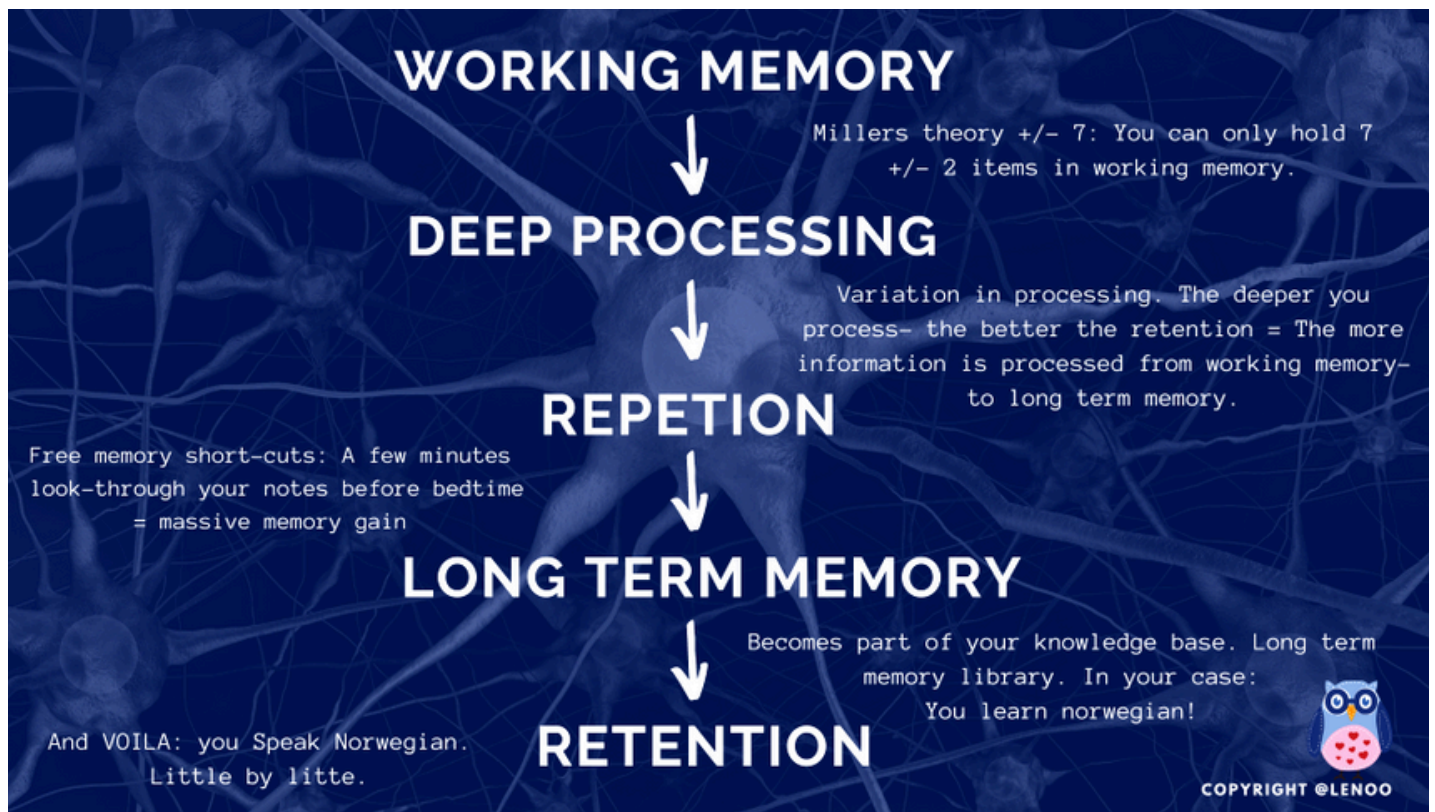 WORKING MEMORY
Millers theory +/- 7: You can only hold 7
+/- 2 items in working memory.
DEEP PROCESSING
Variation in processing. The deeper you
process- the better the retention = The more
information is processed from working memory-
to long term memory.
REPETION
Free memory short-cuts: A few minutes
look-through your notes before bedtime
= massive memory gain
LONG TERM MEMORY
Becomes part of your knowledge base. Long term
memory library. In your case:
You learn norwegian!
RETENTION
And VOILA: you Speak Norwegian.
Little by litte.
COPYRIGHT @LENOO